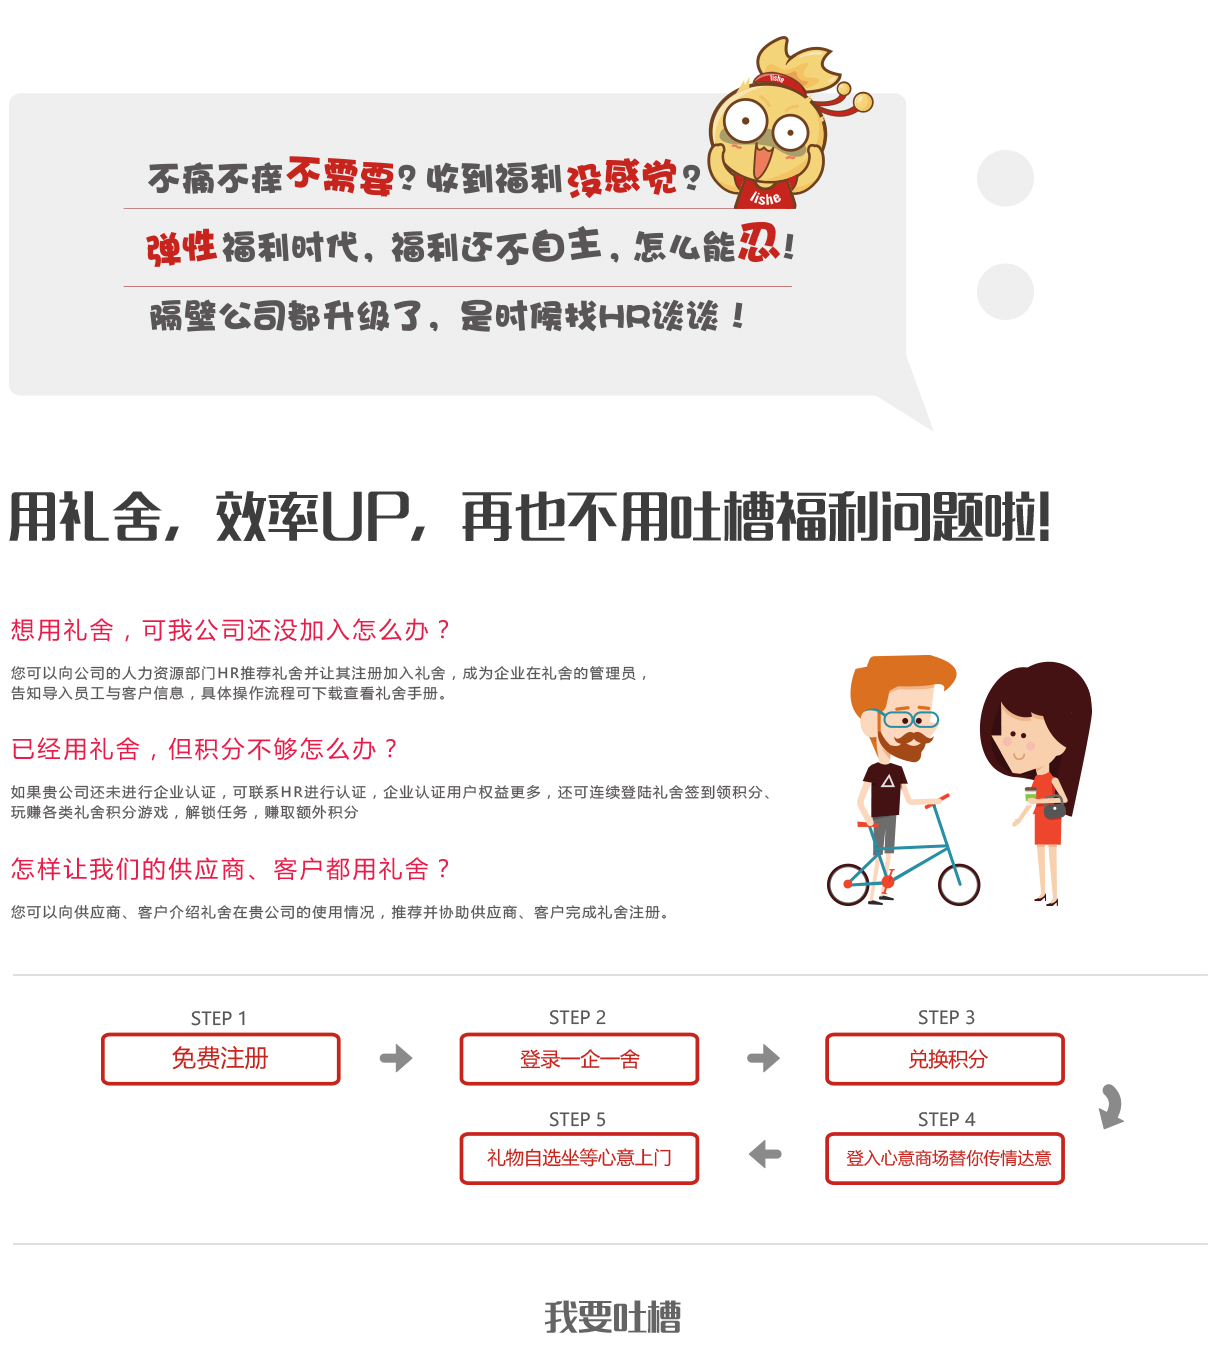 lishe
不痛不痒不需要？收到福利没感觉？
lishe
弹性福利时代，福利还不自主，怎么能忍！
隔壁公司都升级了，是时候找HR谈谈！
用礼舍，效率UP，再也不用吐槽福利问题啦！
想用礼舍，可我公司还没加入怎么办？
您可以向公司的人力资源部门HR推荐礼舍并让其注册加入礼舍，成为企业在礼舍的管理员，
告知导入员工与客户信息，具体操作流程可下载查看礼舍手册。
已经用礼舍，但积分不够怎么办？
如果贵公司还未进行企业认证，可联系HR进行认证，企业认证用户权益更多，还可连续登陆礼舍签到领积分、
玩赚各类礼舍积分游戏，解锁任务，赚取额外积分
怎样让我们的供应商、客户都用礼舍？
您可以向供应商、客户介绍礼舍在贵公司的使用情况，推荐并协助供应商、客户完成礼舍注册。
STEP 1
免费注册
STEP 2
登录一企一舍
STEP 3
兑换积分
STEP 4
登入心意商场替你传情达意
STEP 5
礼物自选坐等心意上门
我要吐槽